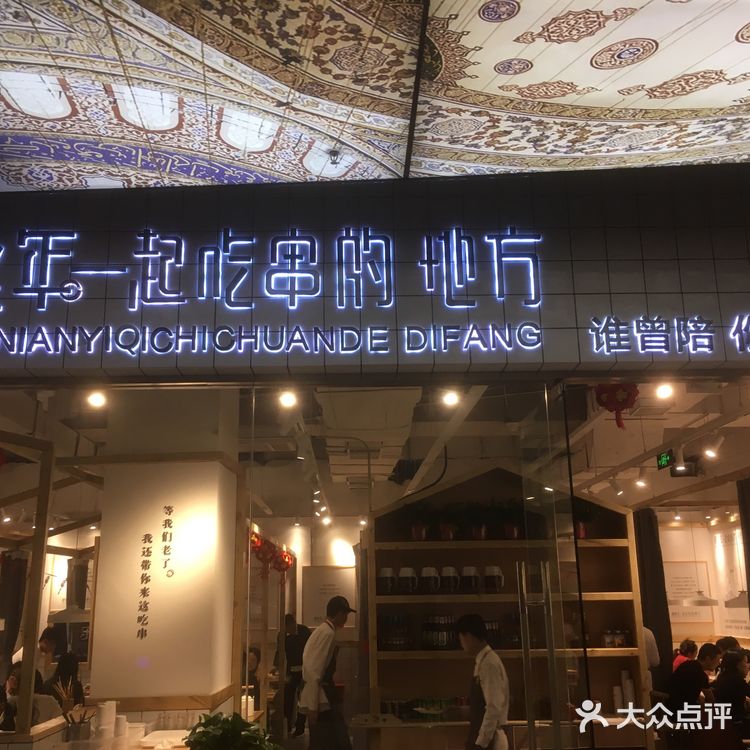 年一起吃串的地方
NIANYIQICHICHUANDE DIFANG
谁曾陪
等我们老了。
我还带你来这吃串
大众点评